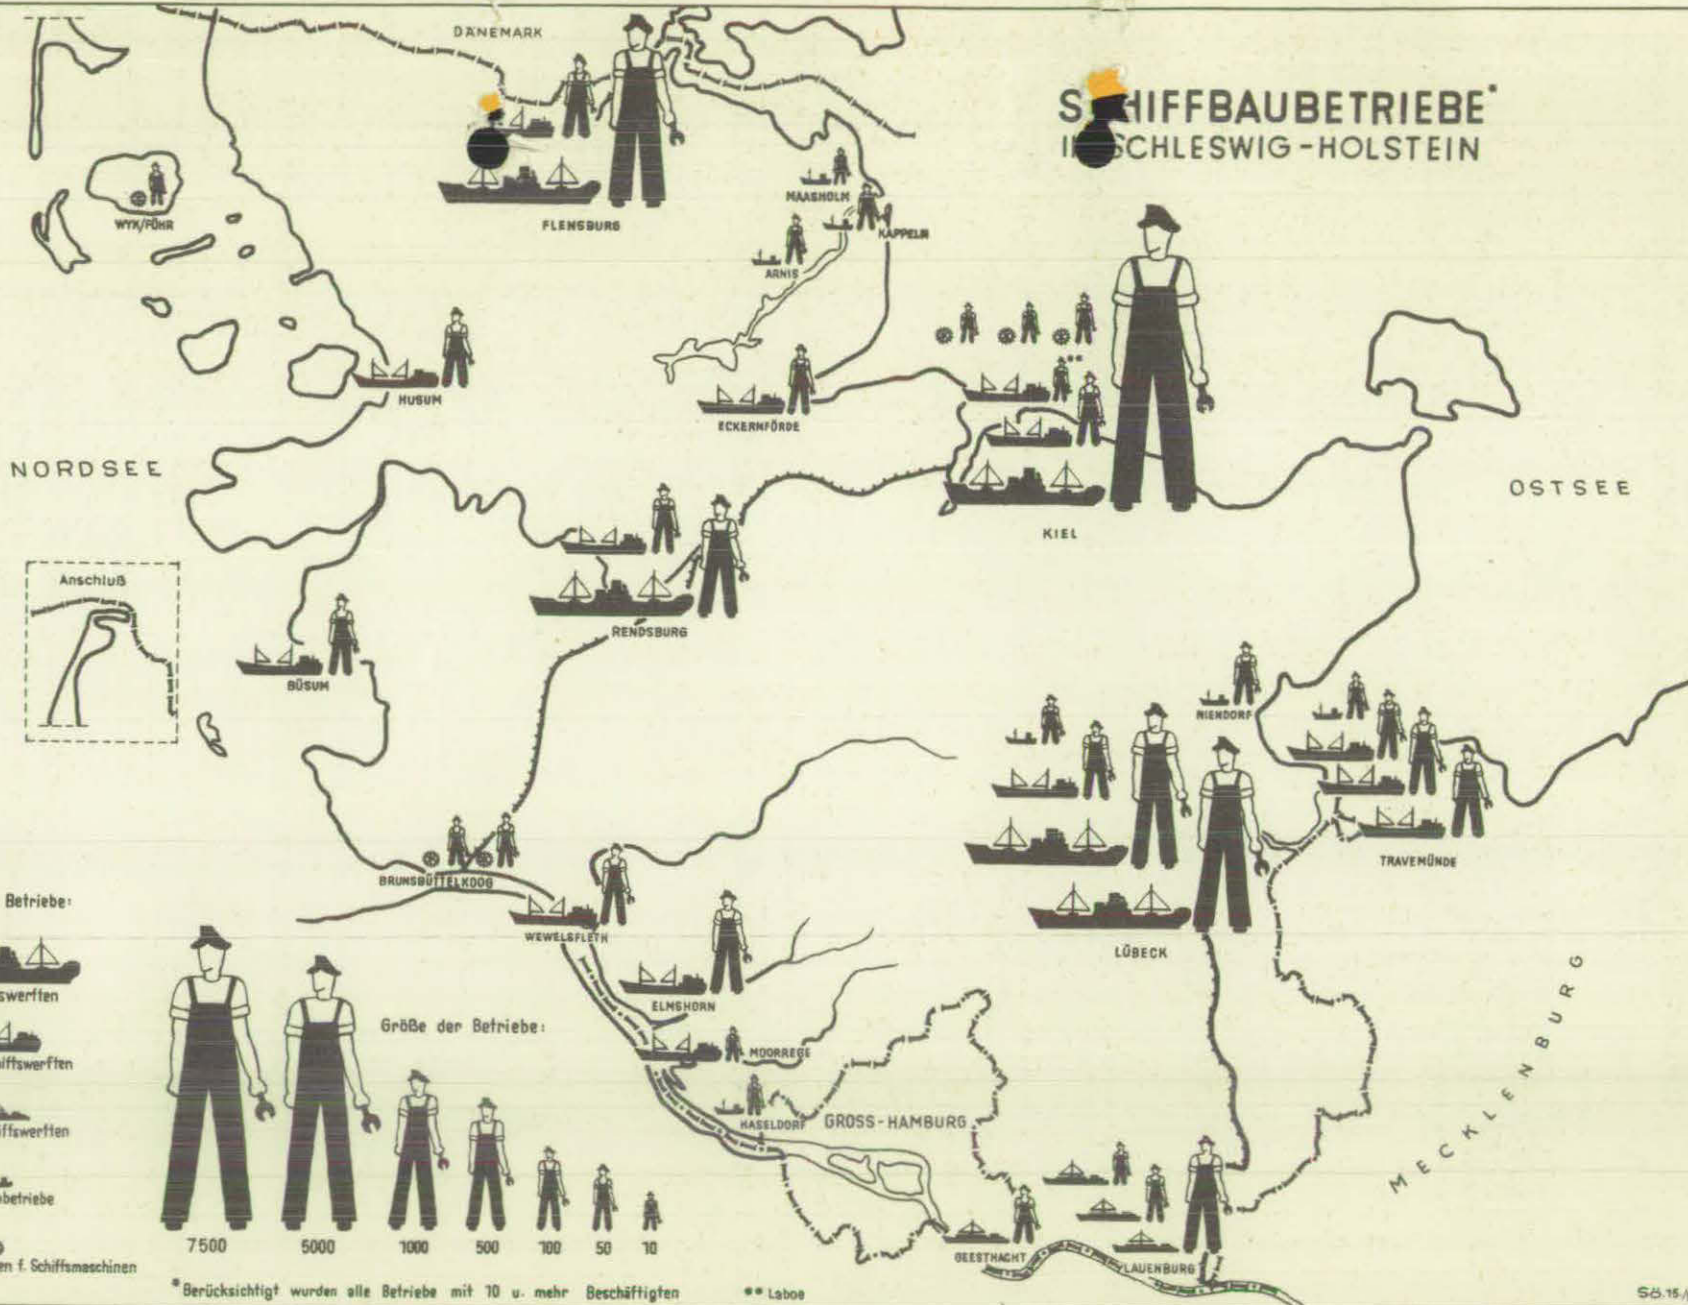 DÄNEMARK
S HIFFBAUBETRIEBE*
SCHLESWIG-HOLSTEIN
FLENSBURG
MAASHOLM
KAPPELN
ARNIS
WYK/FÖHR
**
HUSUM
ECKERNFÖRDE
NORDSEE
OSTSEE
KIEL
Anschluß
RENDSBURG
BÜSUM
NIENDORF
TRAVEMÜNDE
BRUNSBÜTTELKOOG
WEWELSFLETH
LÜBECK
ELMSHORN
MOORREGE
HASELDORF
GROSS-HAMBURG
MECKLENBURG
GEESTHACHT
LAUENBURG
Betriebe:
swerften
iffswerften
iffswerften
betriebe
en f. Schiffsmaschinen
Größe der Betriebe:
7500 5000 1000 500 100 50 10
*Berücksichtigt wurden alle Betriebe mit 10 u. mehr Beschäftigten
** Laboe